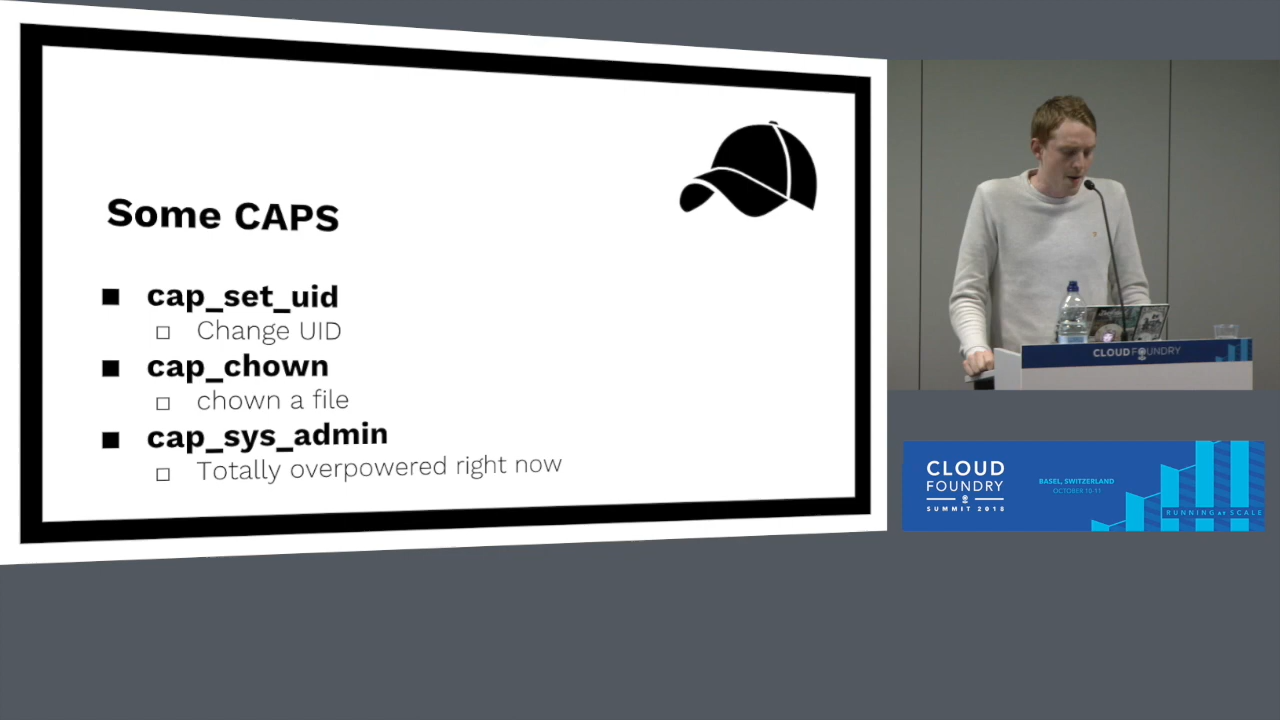 Some CAPS
cap_set_uid
Change UID
cap_chown
chown a file
cap_sys_admin
Totally overpowered right now
CLOUD FOUNDRY
CLOUD
FOUNDRY
SUMMIT 2018
BASEL, SWITZERLAND
OCTOBER 10-11
RUNNING at SCALE